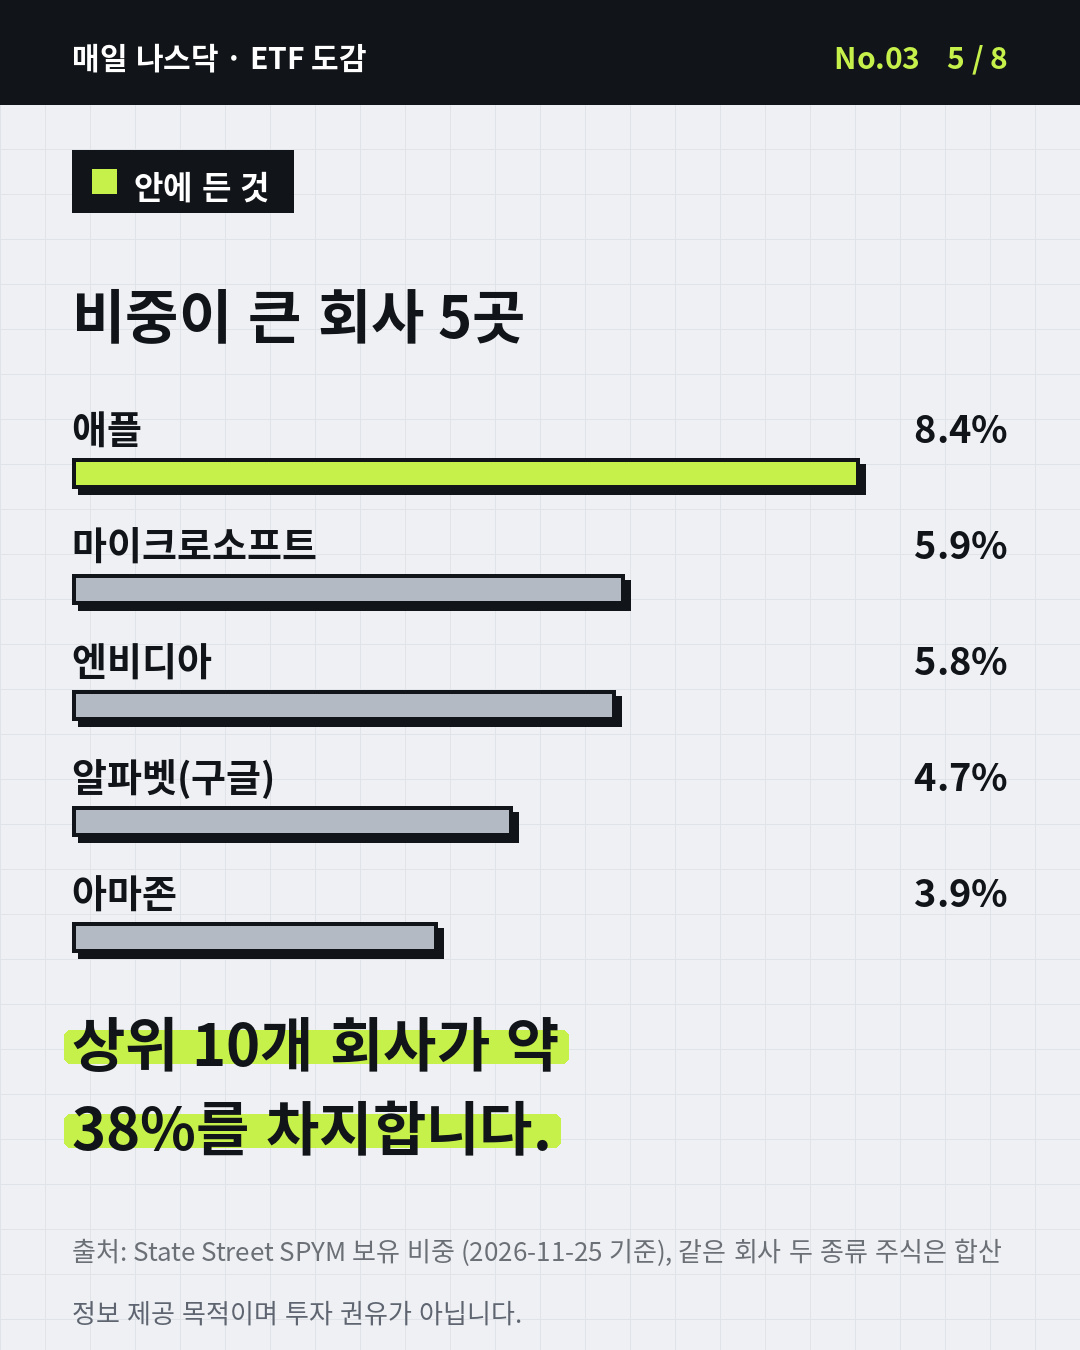 매일 나스닥 · ETF 도감
No.03 5 / 8
안에 든 것
비중이 큰 회사 5곳
애플 8.4%
마이크로소프트 5.9%
엔비디아 5.8%
알파벳(구글) 4.7%
아마존 3.9%
상위 10개 회사가 약
38%를 차지합니다.
출처: State Street SPYM 보유 비중 (2026-11-25 기준), 같은 회사 두 종류 주식은 합산
정보 제공 목적이며 투자 권유가 아닙니다.